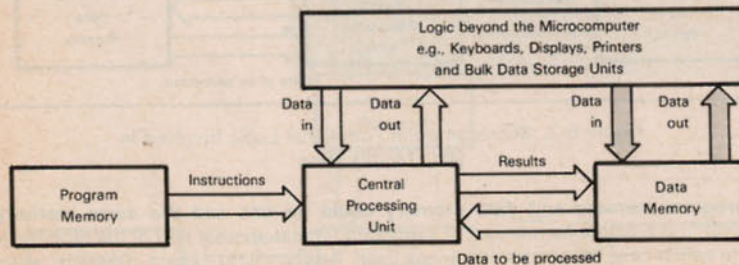 Logic beyond the Microcomputer
e.g., Keyboards, Displays, Printers
and Bulk Data Storage Units
Data
in
Data
out
Data
in
Data
out
Program
Memory
Instructions
Central
Processing
Unit
Results
Data
Memory
Data to be processed